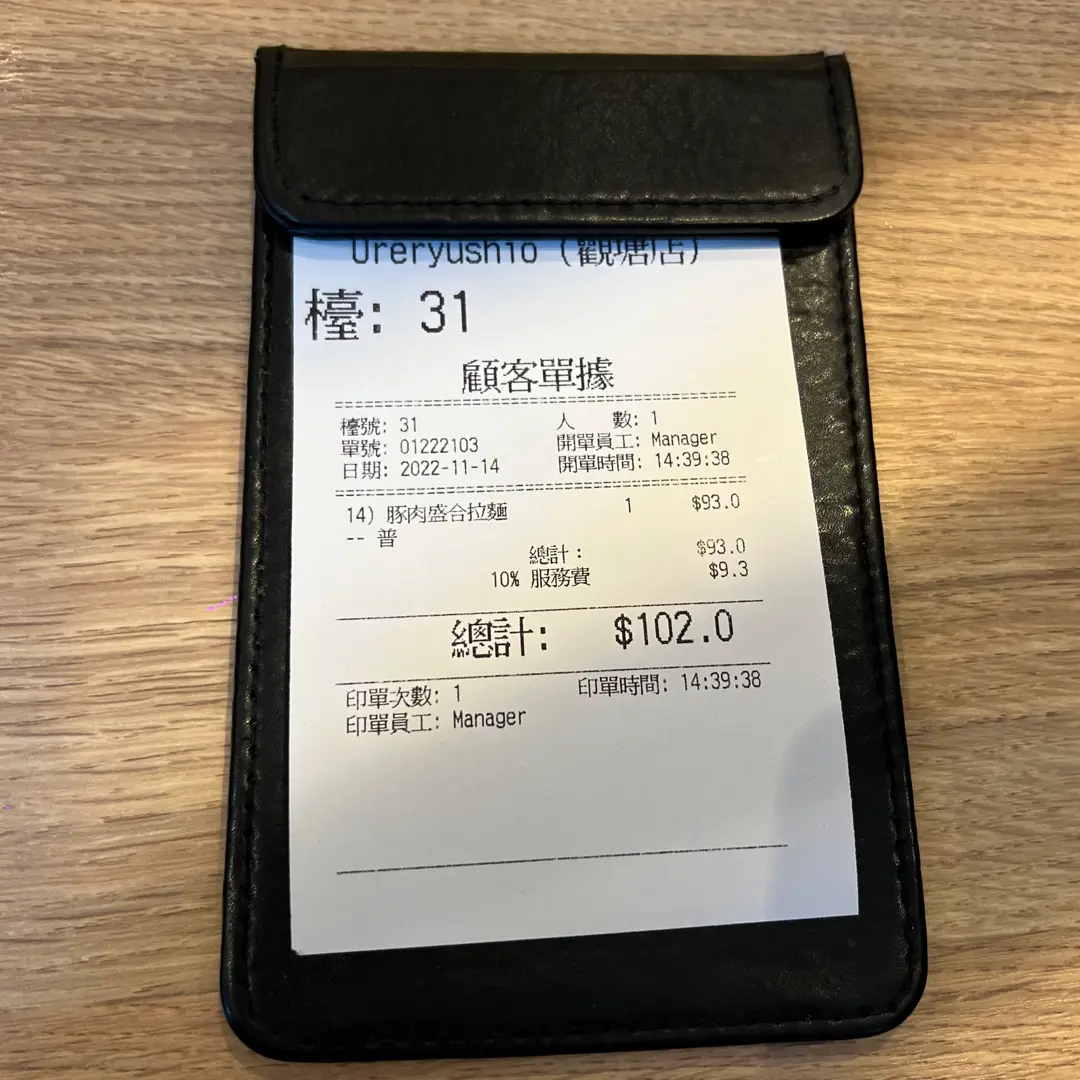 Ureryushio (觀塘店)
檯: 31
顧客單據
檯號: 31 人 數: 1
單號: 01222103 開單員工: Manager
日期: 2022-11-14 開單時間: 14:39:38
14) 豚肉盛合拉麵 1 $93.0
-- 普
總計: $93.0
10% 服務費 $9.3
總計: $102.0
印單次數: 1 印單時間: 14:39:38
印單員工: Manager